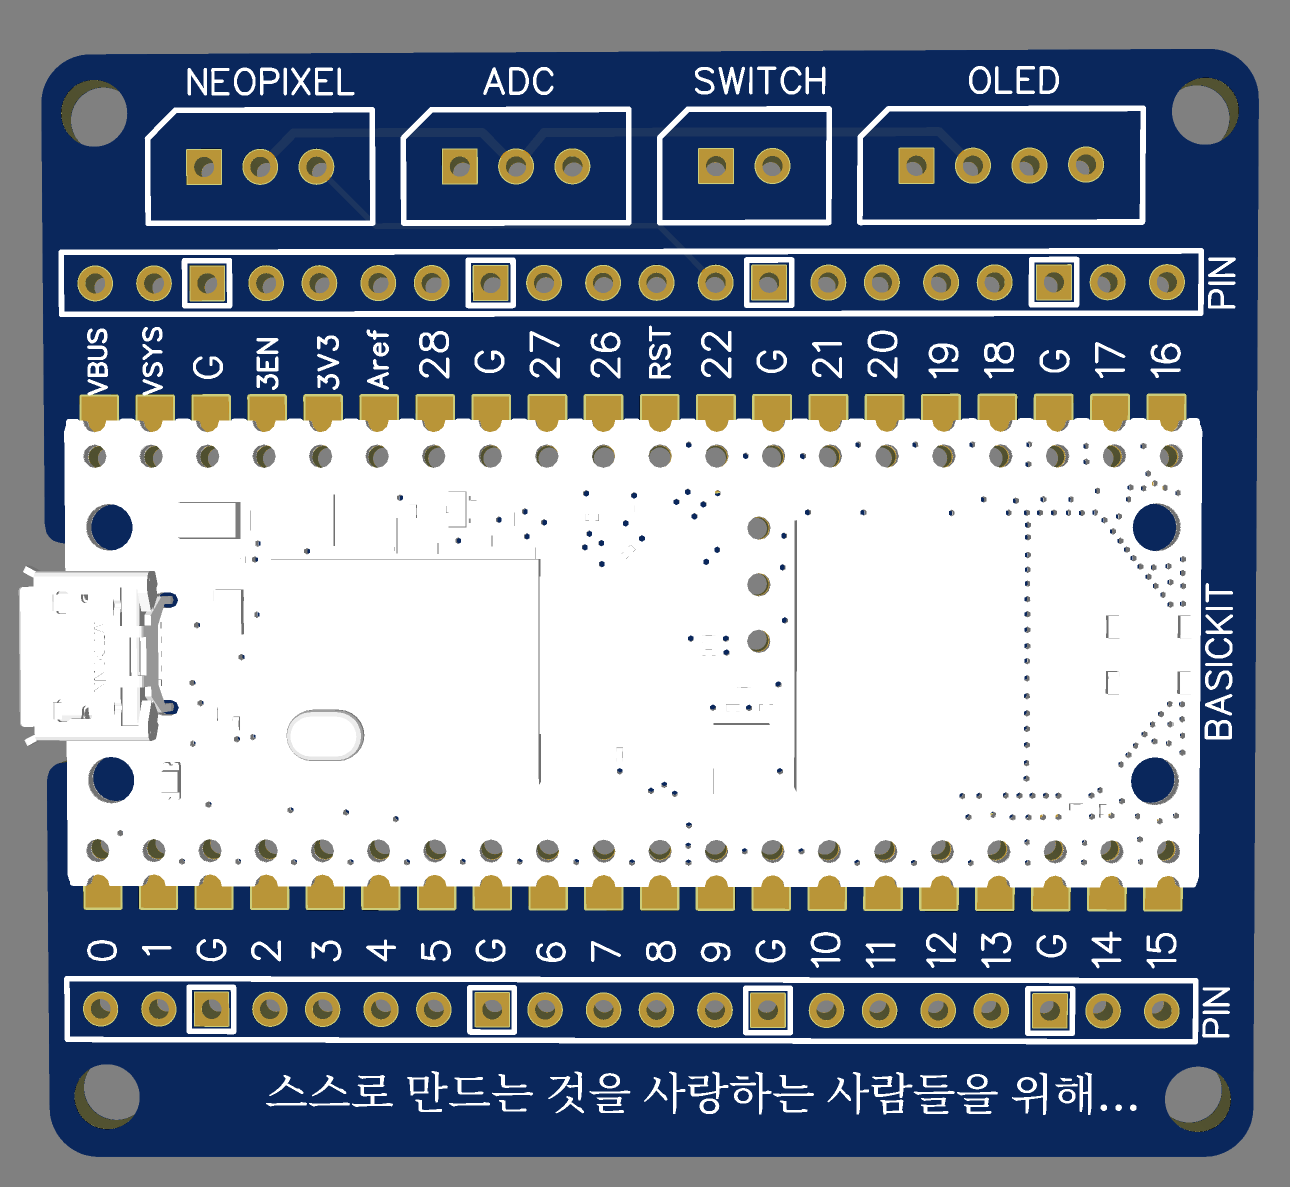 NEOPIXEL ADC SWITCH OLED
PIN
VBUS VSYS G 3EN 3V3 Aref 28 G 27 26 RST 22 G 21 20 19 18 G 17 16
BASICKIT
0 1 G 2 3 4 5 G 6 7 8 9 G 10 11 12 13 G 14 15
PIN
스스로 만드는 것을 사랑하는 사람들을 위해...